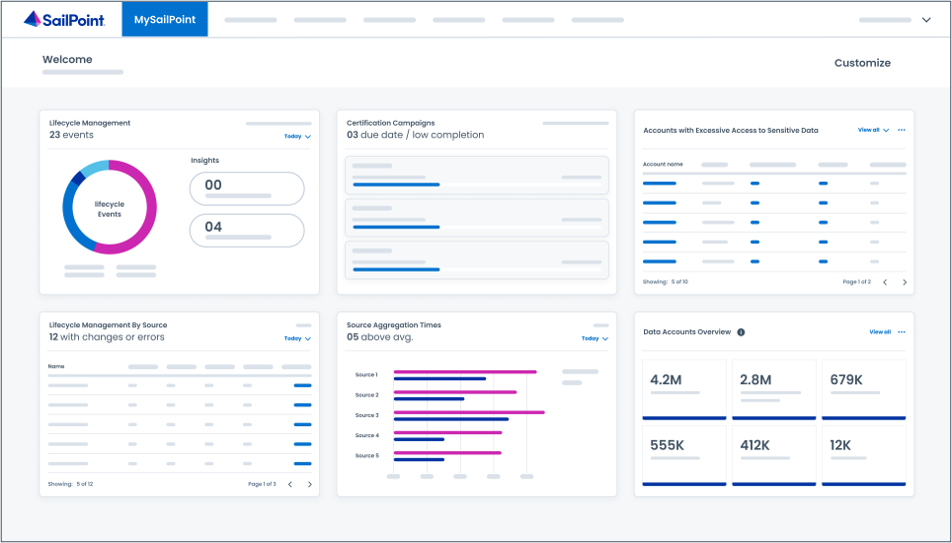 SailPoint
MySailPoint
Welcome
Customize
Lifecycle Management
23 events
Today
lifecycle
Events
Insights
00
04
Certification Campaigns
03 due date / low completion
Accounts with Excessive Access to Sensitive Data
View all
Account name
Showing: 5 of 10
Page 1 of 2
Lifecycle Management By Source
12 with changes or errors
Today
Name
Showing: 5 of 12
Page 1 of 3
Source Aggregation Times
05 above avg.
Today
Source 1
Source 2
Source 3
Source 4
Source 5
Data Accounts Overview
View all
4.2M
2.8M
679K
555K
412K
12K